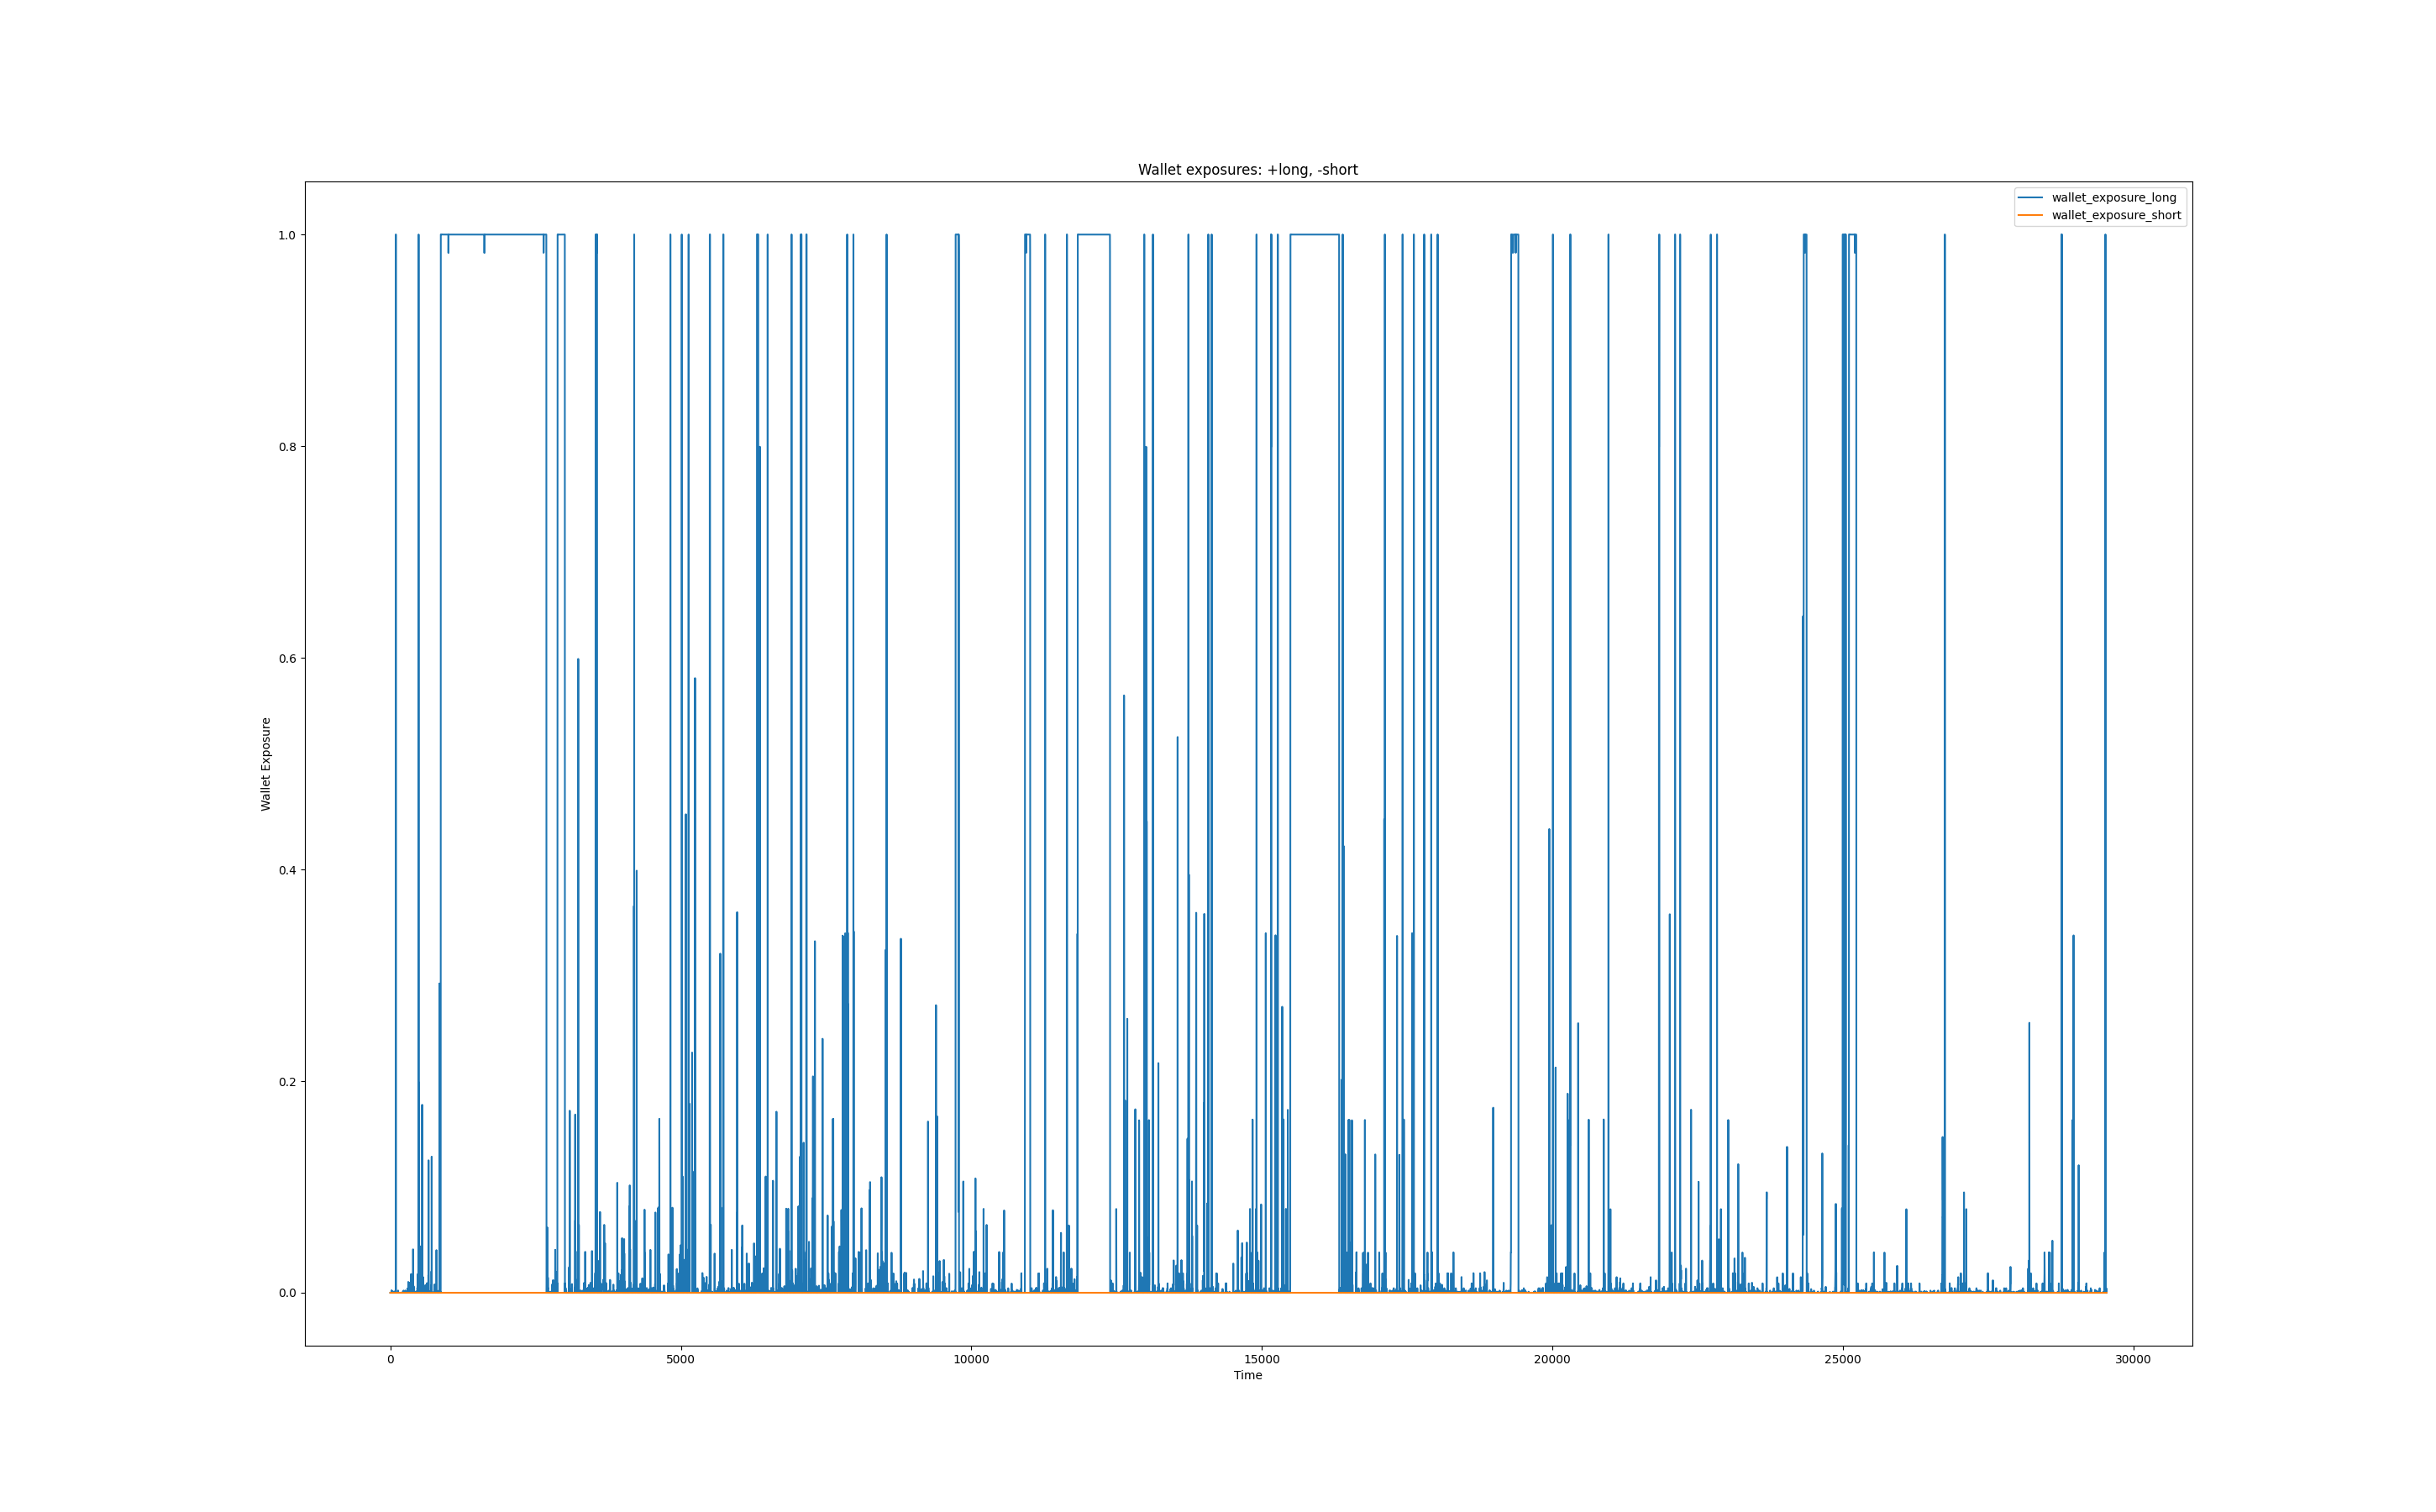 Wallet exposures: +long, -short
wallet_exposure_long
wallet_exposure_short
1.0
0.8
0.6
0.4
0.2
0.0
Wallet Exposure
0 5000 10000 15000 20000 25000 30000
Time